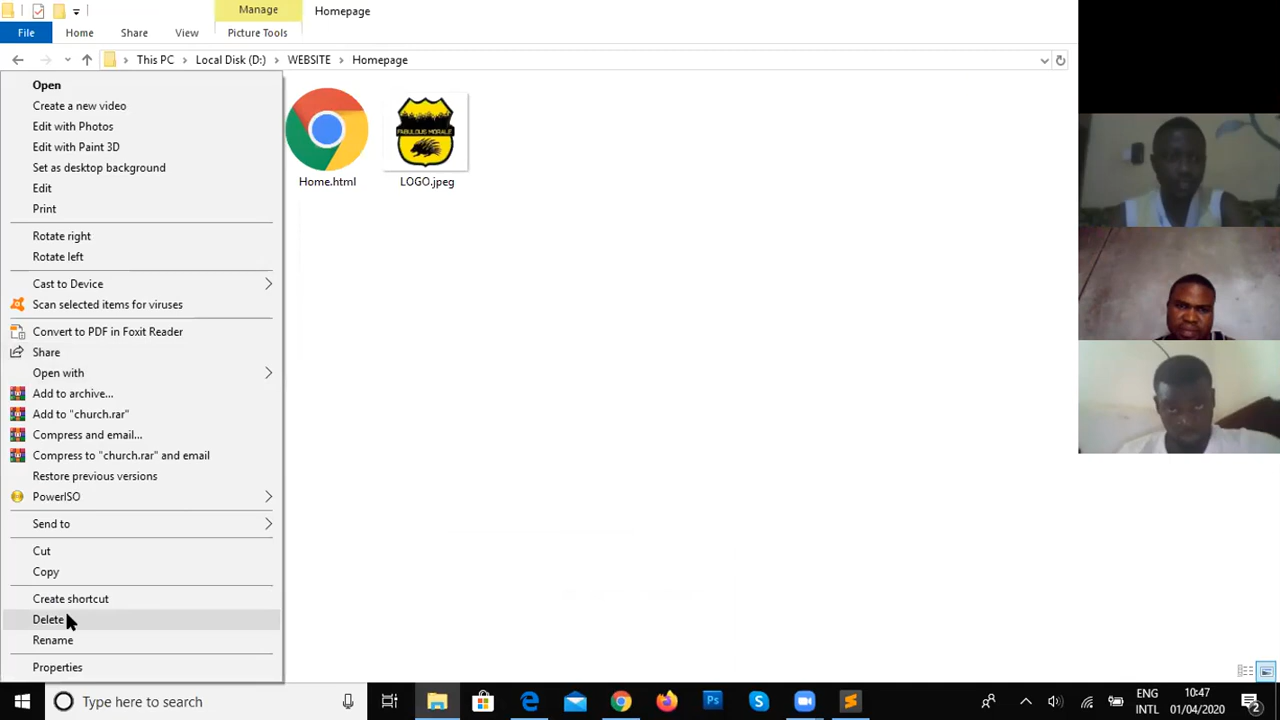 Manage
Homepage
File
Home
Share
View
Picture Tools
This PC
Local Disk (D:)
WEBSITE
Homepage
Open
Create a new video
Edit with Photos
Edit with Paint 3D
Set as desktop background
Edit
Print
Rotate right
Rotate left
Cast to Device
Scan selected items for viruses
Convert to PDF in Foxit Reader
Share
Open with
Add to archive...
Add to "church.rar"
Compress and email...
Compress to "church.rar" and email
Restore previous versions
PowerISO
Send to
Cut
Copy
Create shortcut
Delete
Rename
Properties
FABULOUS MORALE
Home.html
LOGO.jpeg
Type here to search
Ps
ENG
INTL
10:47
01/04/2020
2